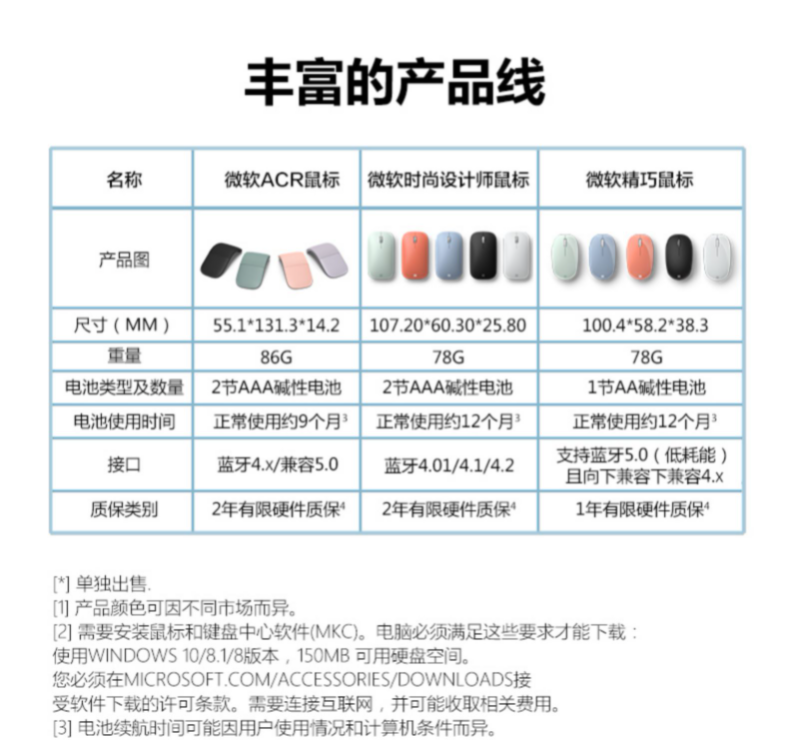 丰富的产品线
名称 微软ACR鼠标 微软时尚设计师鼠标 微软精巧鼠标
产品图
尺寸（MM） 55.1*131.3*14.2 107.20*60.30*25.80 100.4*58.2*38.3
重量 86G 78G 78G
电池类型及数量 2节AAA碱性电池 2节AAA碱性电池 1节AA碱性电池
电池使用时间 正常使用约9个月³ 正常使用约12个月³ 正常使用约12个月³
接口 蓝牙4.x/兼容5.0 蓝牙4.01/4.1/4.2 支持蓝牙5.0（低耗能）
且向下兼容下兼容4.x
质保类别 2年有限硬件质保⁴ 2年有限硬件质保⁴ 1年有限硬件质保⁴
[*] 单独出售.
[1] 产品颜色可因不同市场而异。
[2] 需要安装鼠标和键盘中心软件(MKC)。电脑必须满足这些要求才能下载：
使用WINDOWS 10/8.1/8版本，150MB 可用硬盘空间。
您必须在MICROSOFT.COM/ACCESSORIES/DOWNLOADS接
受软件下载的许可条款。需要连接互联网，并可能收取相关费用。
[3] 电池续航时间可能因用户使用情况和计算机条件而异。